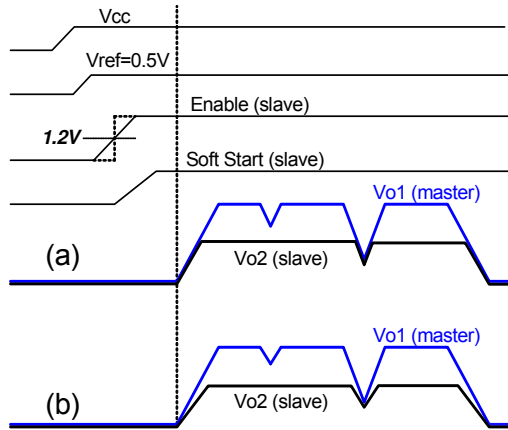 Vcc
Vref=0.5V
Enable (slave)
1.2V
Soft Start (slave)
Vo1 (master)
(a)
Vo2 (slave)
Vo1 (master)
(b)
Vo2 (slave)